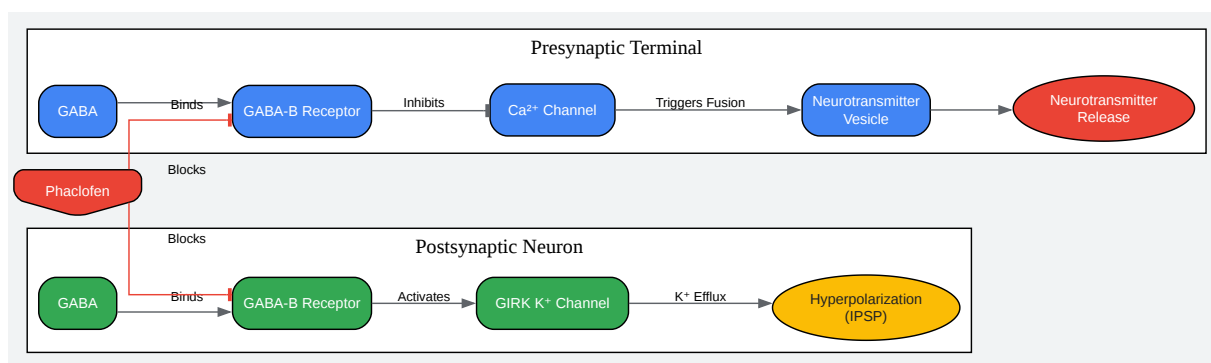 Presynaptic Terminal
GABA
Binds
GABA-B Receptor
Inhibits
Ca²⁺ Channel
Triggers Fusion
Neurotransmitter
Vesicle
Neurotransmitter
Release
Blocks
Phaclofen
Blocks
Postsynaptic Neuron
GABA
Binds
GABA-B Receptor
Activates
GIRK K⁺ Channel
K⁺ Efflux
Hyperpolarization
(IPSP)